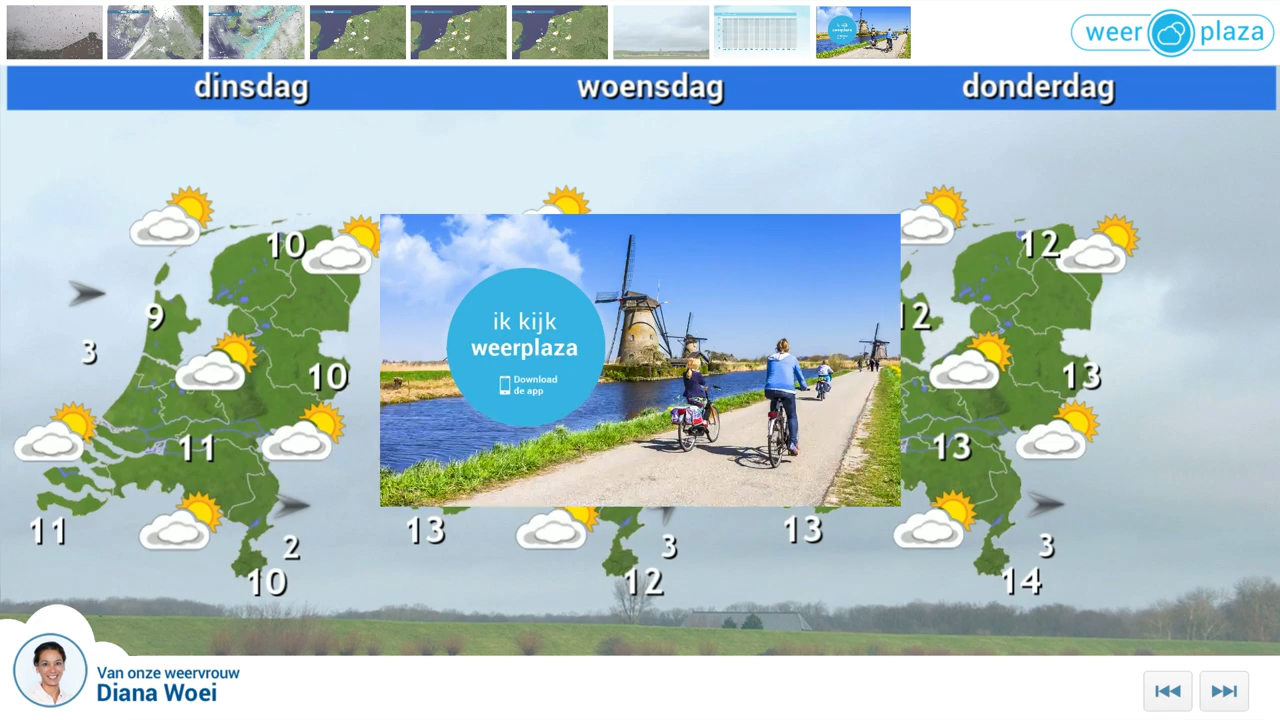 weer plaza
dinsdag woensdag donderdag
10 12
9 12
3
10 13
11 13
11 13 13
2 3 3
10 12 14
ik kijk
weerplaza
Download
de app
Van onze weervrouw
Diana Woei